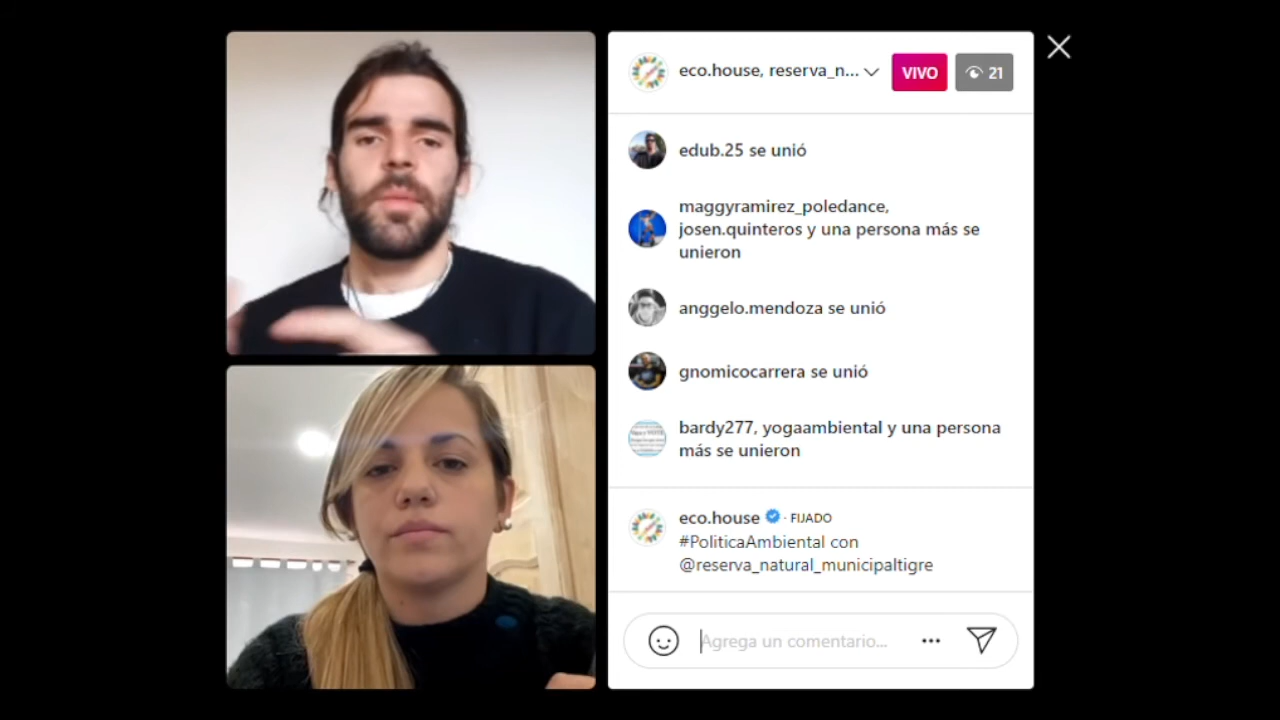 eco.house, reserva_n...
VIVO
21
edub.25 se unió
maggyramirez_poledance,
josen.quinteros y una persona más se
unieron
anggelo.mendoza se unió
gnomicocarrera se unió
bardy277, yogaambiental y una persona
más se unieron
eco.house · FIJADO
#PoliticaAmbiental con
@reserva_natural_municipaltigre
Agrega un comentario...